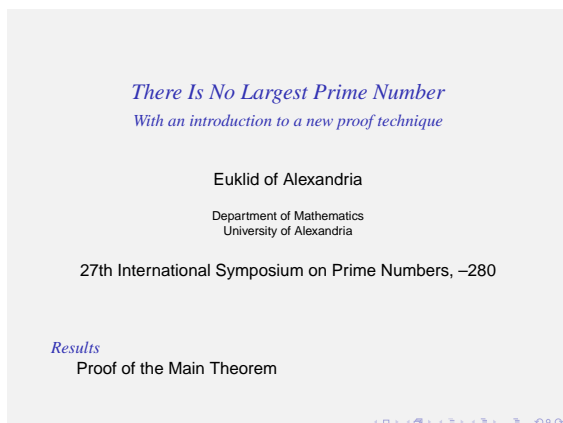 There Is No Largest Prime Number
With an introduction to a new proof technique
Euklid of Alexandria
Department of Mathematics
University of Alexandria
27th International Symposium on Prime Numbers, –280
Results
Proof of the Main Theorem